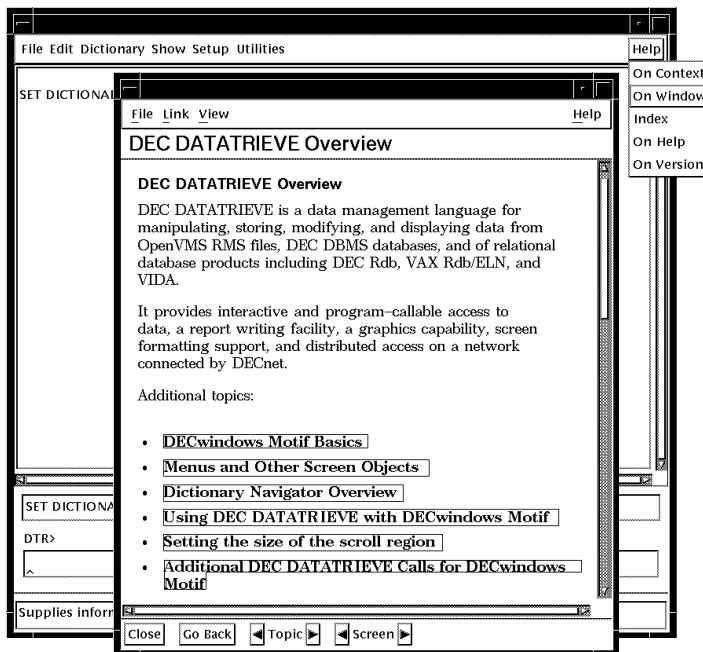 File Edit Dictionary Show Setup Utilities Help
On Context
On Window
Index
On Help
On Version
SET DICTIONA
File Link View Help
DEC DATATRIEVE Overview
DEC DATATRIEVE Overview
DEC DATATRIEVE is a data management language for
manipulating, storing, modifying, and displaying data from
OpenVMS RMS files, DEC DBMS databases, and of relational
database products including DEC Rdb, VAX Rdb/ELN, and
VIDA.
It provides interactive and program-callable access to
data, a report writing facility, a graphics capability, screen
formatting support, and distributed access on a network
connected by DECnet.
Additional topics:
• DECwindows Motif Basics
• Menus and Other Screen Objects
• Dictionary Navigator Overview
• Using DEC DATATRIEVE with DECwindows Motif
• Setting the size of the scroll region
• Additional DEC DATATRIEVE Calls for DECwindows
Motif
SET DICTIONA
DTR>
^
Supplies infor
Close Go Back Topic Screen